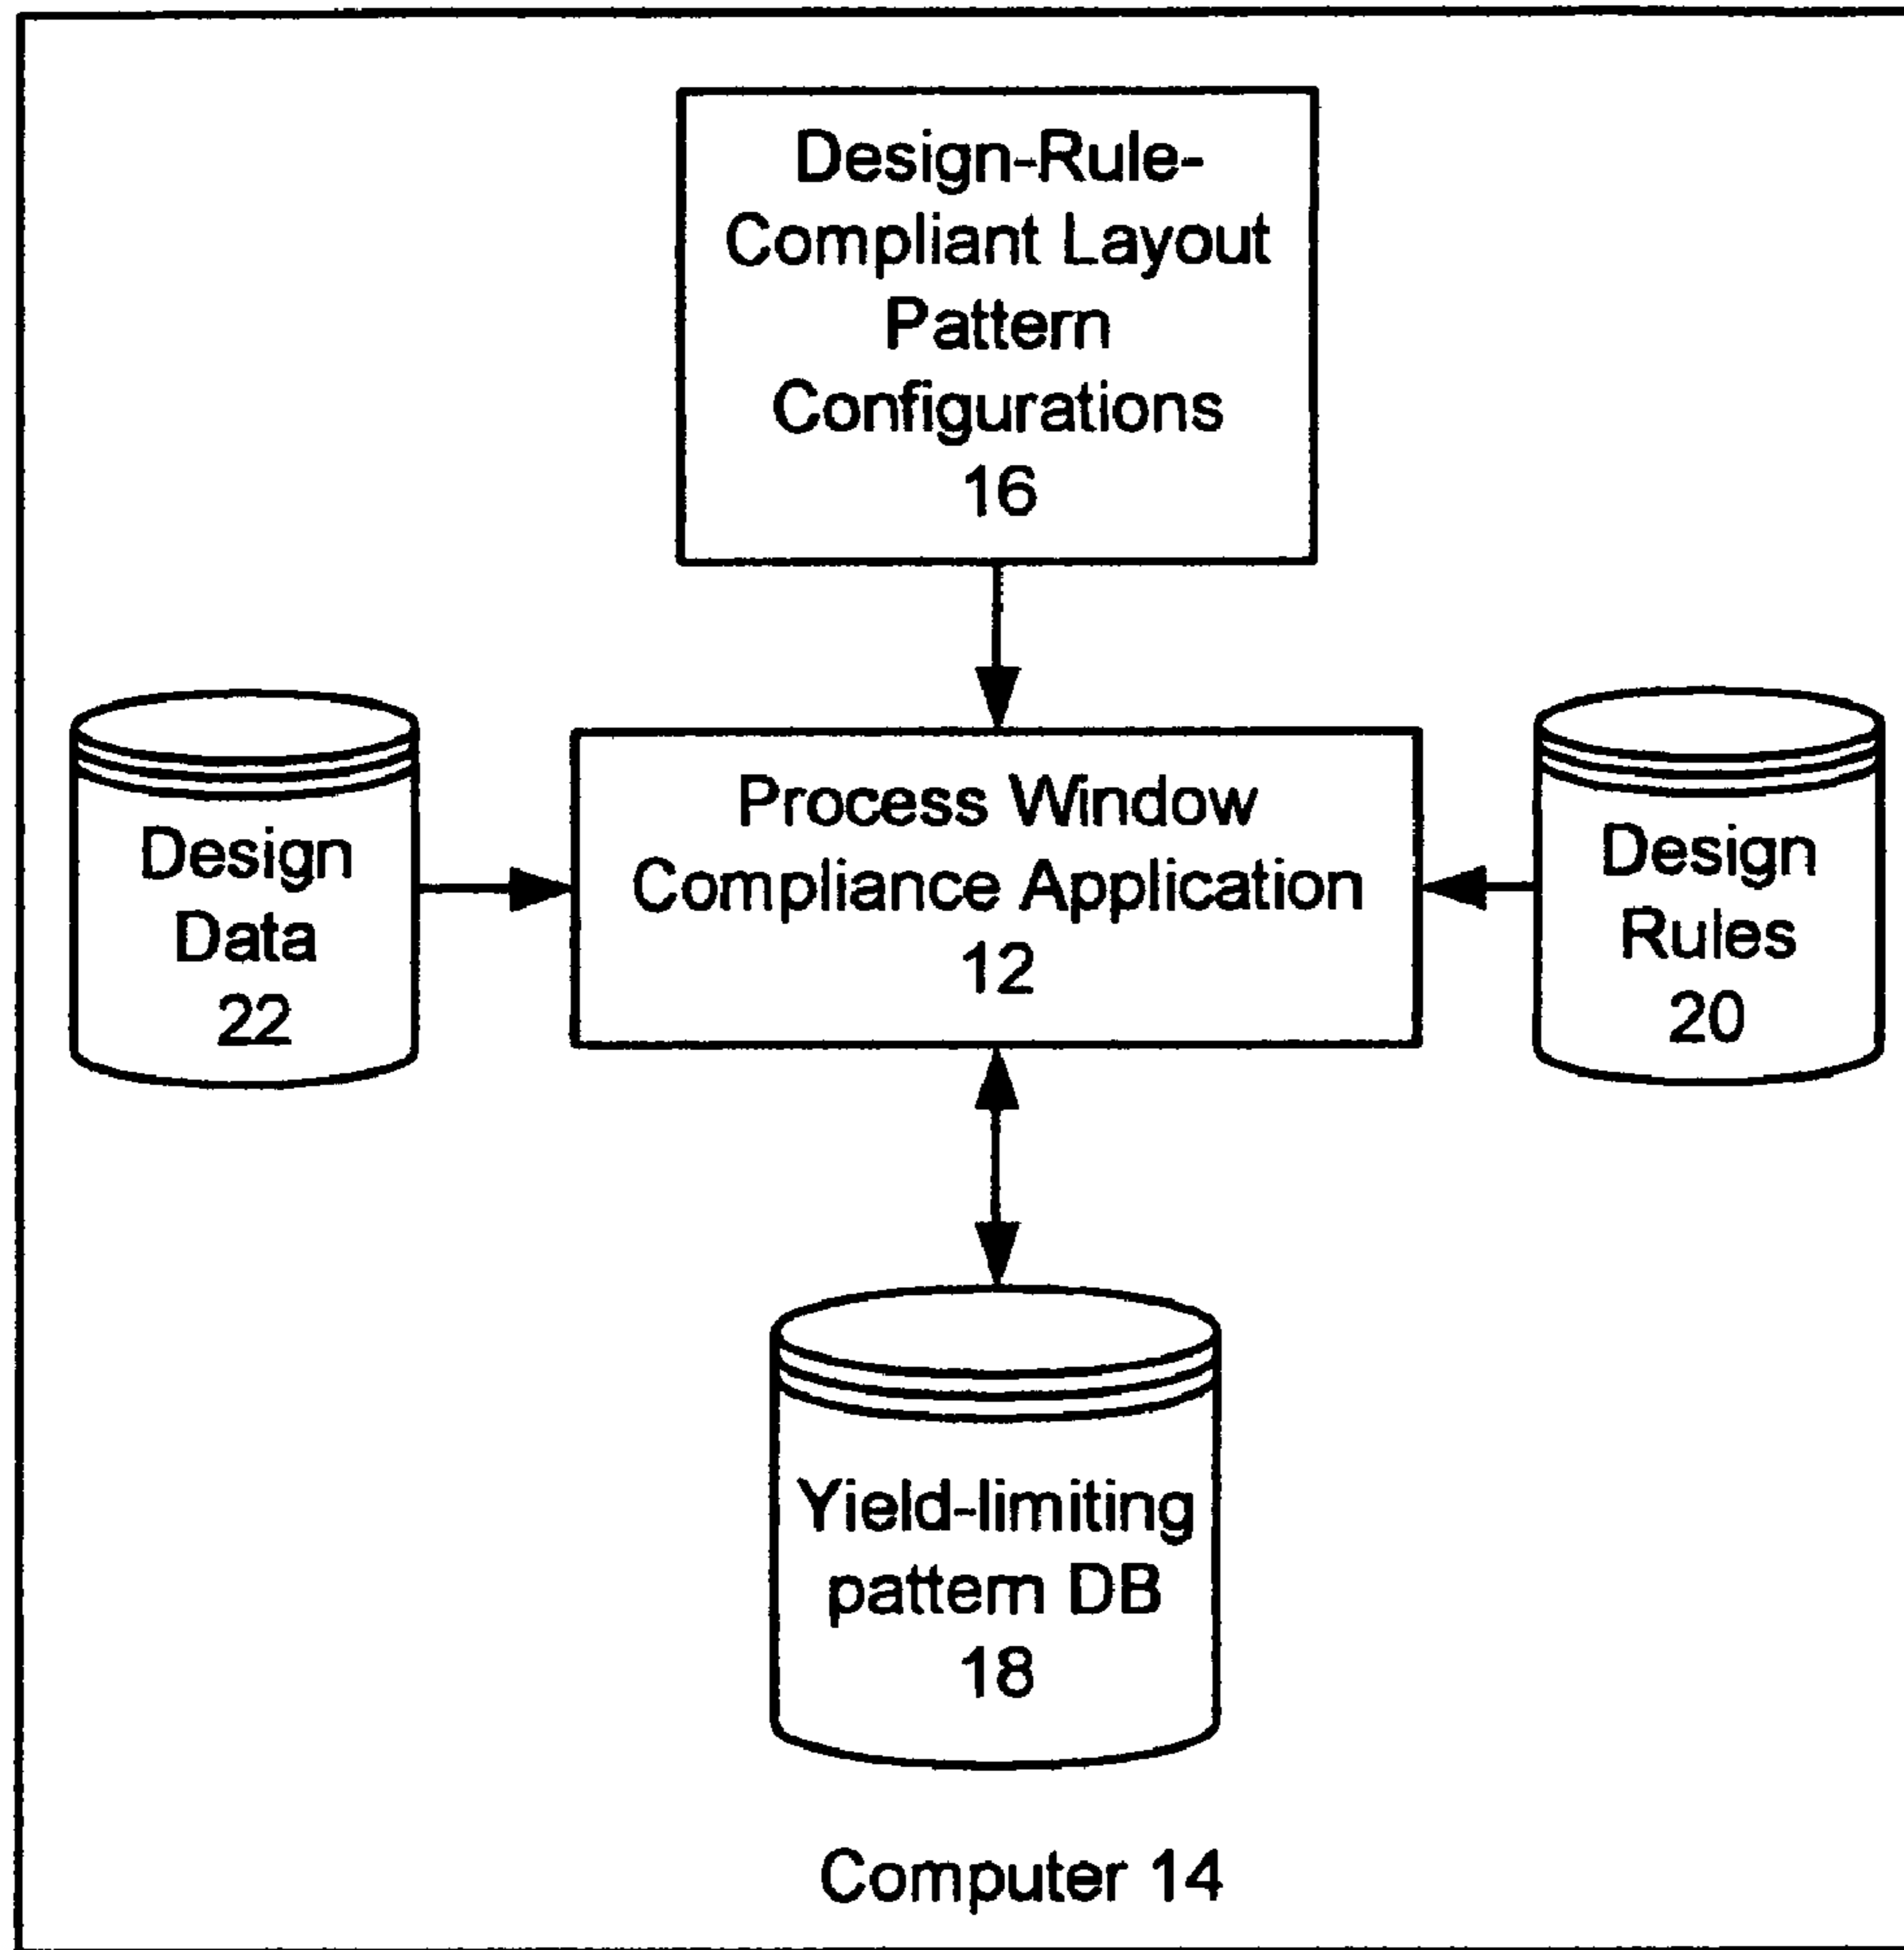 Design-Rule-
Compliant Layout
Pattern
Configurations
16
Process Window
Compliance Application
12
Design
Data
22
Design
Rules
20
Yield-limiting
pattern DB
18
Computer 14